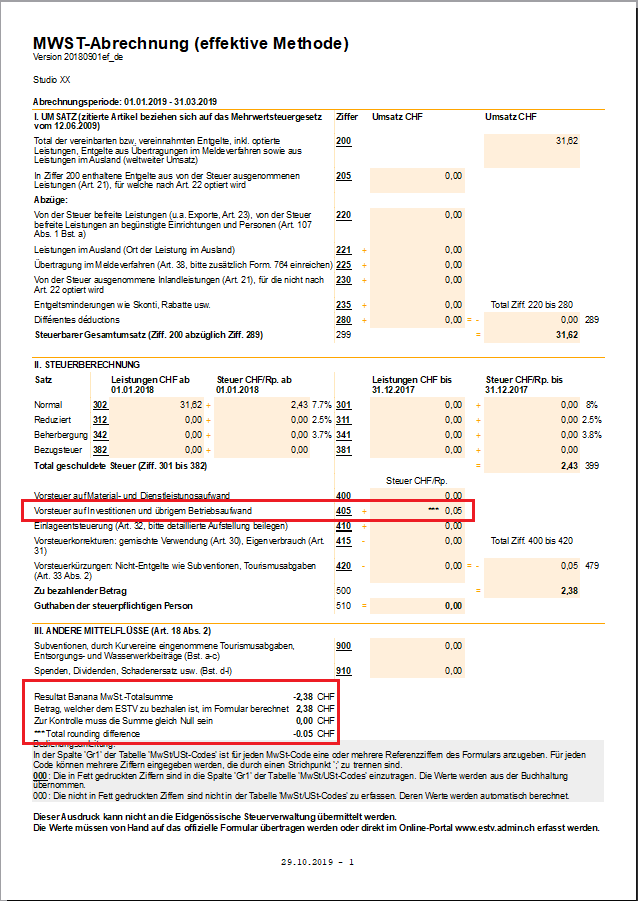 MWST-Abrechnung (effektive Methode)
Version 20180901ef_de
Studio XX
Abrechnungsperiode: 01.01.2019 - 31.03.2019
I. UMSATZ (zitierte Artikel beziehen sich auf das Mehrwertsteuergesetz Ziffer Umsatz CHF Umsatz CHF
vom 12.06.2009)
Total der vereinbarten bzw. vereinnahmten Entgelte, inkl. optierte 200 31,62
Leistungen, Entgelte aus Übertragungen im Meldeverfahren sowie aus
Leistungen im Ausland (weltweiter Umsatz)
In Ziffer 200 enthaltene Entgelte aus von der Steuer ausgenommenen 205 0,00
Leistungen (Art. 21), für welche nach Art. 22 optiert wird
Abzüge:
Von der Steuer befreite Leistungen (u.a. Exporte, Art. 23), von der Steuer 220 0,00
befreite Leistungen an begünstigte Einrichtungen und Personen (Art. 107
Abs. 1 Bst. a)
Leistungen im Ausland (Ort der Leistung im Ausland) 221 + 0,00
Übertragung im Meldeverfahren (Art. 38, bitte zusätzlich Form. 764 einreichen) 225 + 0,00
Von der Steuer ausgenommene Inlandleistungen (Art. 21), für die nicht nach 230 + 0,00
Art. 22 optiert wird
Entgeltsminderungen wie Skonti, Rabatte usw. 235 + 0,00 Total Ziff. 220 bis 280
Différentes déductions 280 + 0,00 = - 0,00 289
Steuerbarer Gesamtumsatz (Ziff. 200 abzüglich Ziff. 289) 299 = 31,62
II. STEUERBERECHNUNG
Satz Leistungen CHF ab Steuer CHF/Rp. ab Leistungen CHF bis Steuer CHF/Rp. bis
01.01.2018 01.01.2018 31.12.2017 31.12.2017
Normal 302 31,62 + 2,43 7.7% 301 0,00 + 0,00 8%
Reduziert 312 0,00 + 0,00 2.5% 311 0,00 + 0,00 2.5%
Beherbergung 342 0,00 + 0,00 3.7% 341 0,00 + 0,00 3.8%
Bezugsteuer 382 0,00 + 0,00 381 0,00 + 0,00
Total geschuldete Steuer (Ziff. 301 bis 382) = 2,43 399
Steuer CHF/Rp.
Vorsteuer auf Material- und Dienstleistungsaufwand 400 0,00
Vorsteuer auf Investitionen und übrigem Betriebsaufwand 405 + *** 0,05
Einlageentsteuerung (Art. 32, bitte detaillierte Aufstellung beilegen) 410 + 0,00
Vorsteuerkorrekturen: gemischte Verwendung (Art. 30), Eigenverbrauch (Art. 415 - 0,00 Total Ziff. 400 bis 420
31)
Vorsteuerkürzungen: Nicht-Entgelte wie Subventionen, Tourismusabgaben 420 - 0,00 = - 0,05 479
(Art. 33 Abs. 2)
Zu bezahlender Betrag 500 = 2,38
Guthaben der steuerpflichtigen Person 510 = 0,00
III. ANDERE MITTELFLÜSSE (Art. 18 Abs. 2)
Subventionen, durch Kurvereine eingenommene Tourismusabgaben, 900 0,00
Entsorgungs- und Wasserwerkbeiträge (Bst. a-c)
Spenden, Dividenden, Schadenersatz usw. (Bst. d-l) 910 0,00
Resultat Banana MwSt.-Totalsumme -2,38 CHF
Betrag, welcher dem ESTV zu bezhalen ist, im Formular berechnet 2,38 CHF
Zur Kontrolle muss die Summe gleich Null sein 0,00 CHF
***Total rounding difference -0.05 CHF
Bedienungsanleitung:
In der Spalte 'Gr1' der Tabelle 'MwSt/USt-Codes' ist für jeden MwSt-Code eine oder mehrere Referenzziffern des Formulars anzugeben. Für jeden
Code können mehrere Ziffern eingegeben werden, die durch einen Strichpunkt ';' zu trennen sind.
000: Die in Fett gedruckten Ziffern sind in die Spalte 'Gr1' der Tabelle 'MwSt/USt-Codes' einzutragen. Die Werte werden aus der Buchhaltung
übernommen.
000: Die nicht in Fett gedruckten Ziffern sind nicht in der Tabelle 'MwSt/USt-Codes' zu erfassen. Deren Werte werden automatisch berechnet.
Dieser Ausdruck kann nicht an die Eidgenössische Steuerverwaltung übermittelt werden.
Die Werte müssen von Hand auf das offizielle Formular übertragen werden oder direkt im Online-Portal www.estv.admin.ch erfasst werden.
29.10.2019 - 1